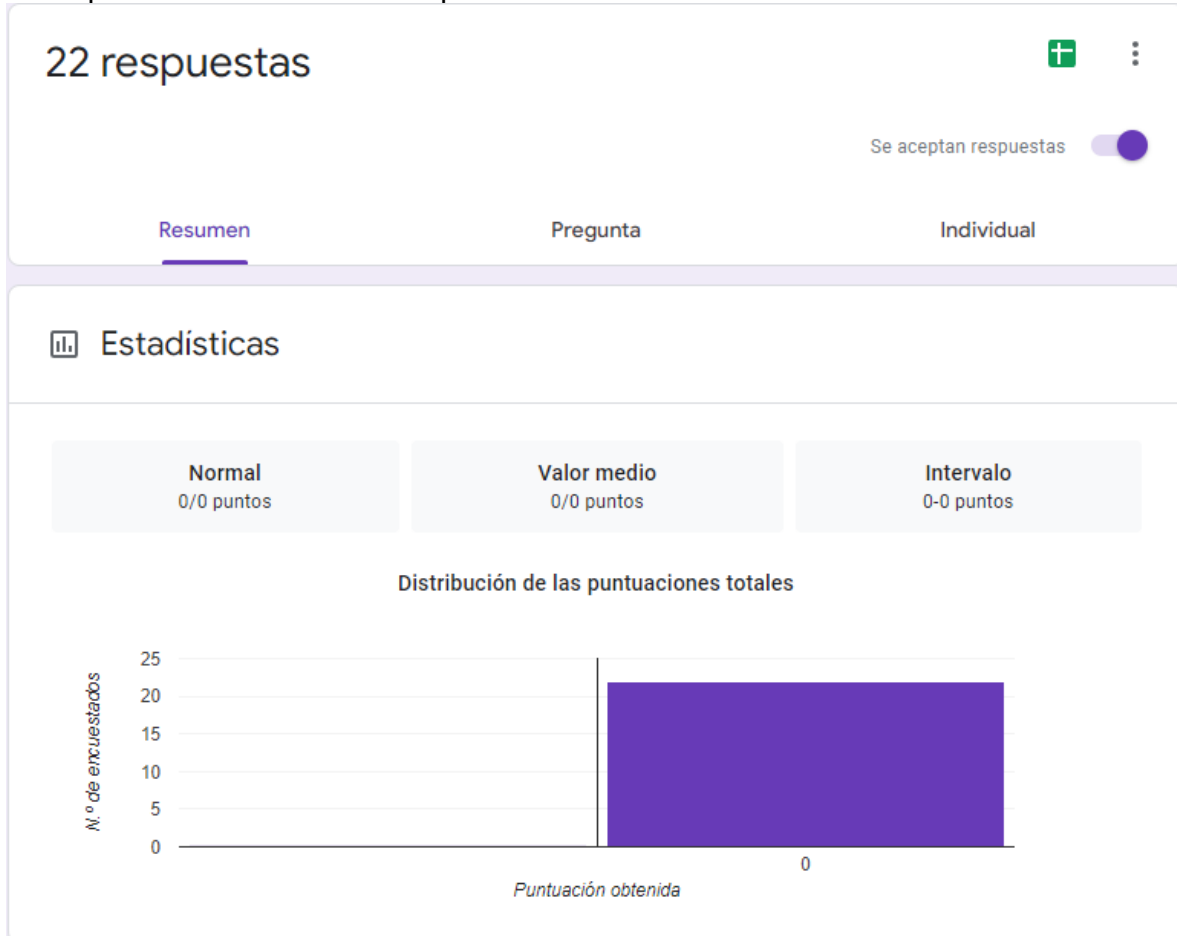 22 respuestas
Se aceptan respuestas
Resumen Pregunta Individual
Estadísticas
Normal Valor medio Intervalo
0/0 puntos 0/0 puntos 0-0 puntos
Distribución de las puntuaciones totales
25
20
15
10
5
0
N.º de encuestados
0
Puntuación obtenida